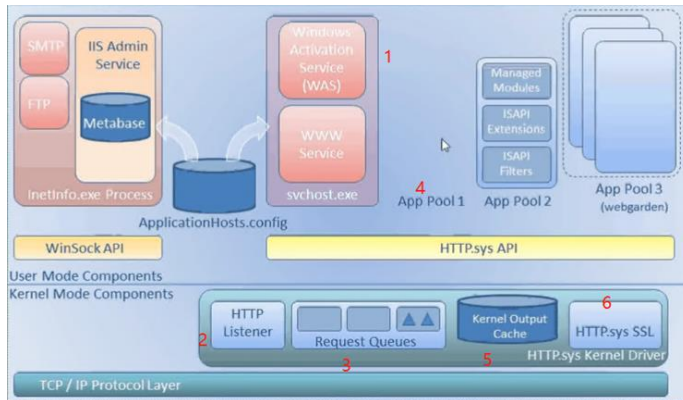 SMTP
FTP
IIS Admin
Service
Metabase
InetInfo.exe Process
ApplicationHosts.config
Windows
Activation
Service
(WAS)
WWW
Service
svchost.exe
1
4
App Pool 1
Managed
Modules
ISAPI
Extensions
ISAPI
Filters
App Pool 2
App Pool 3
(webgarden)
WinSock API
HTTP.sys API
User Mode Components
Kernel Mode Components
2
HTTP
Listener
Request Queues
3
Kernel Output
Cache
5
6
HTTP.sys SSL
HTTP.sys Kernel Driver
TCP / IP Protocol Layer